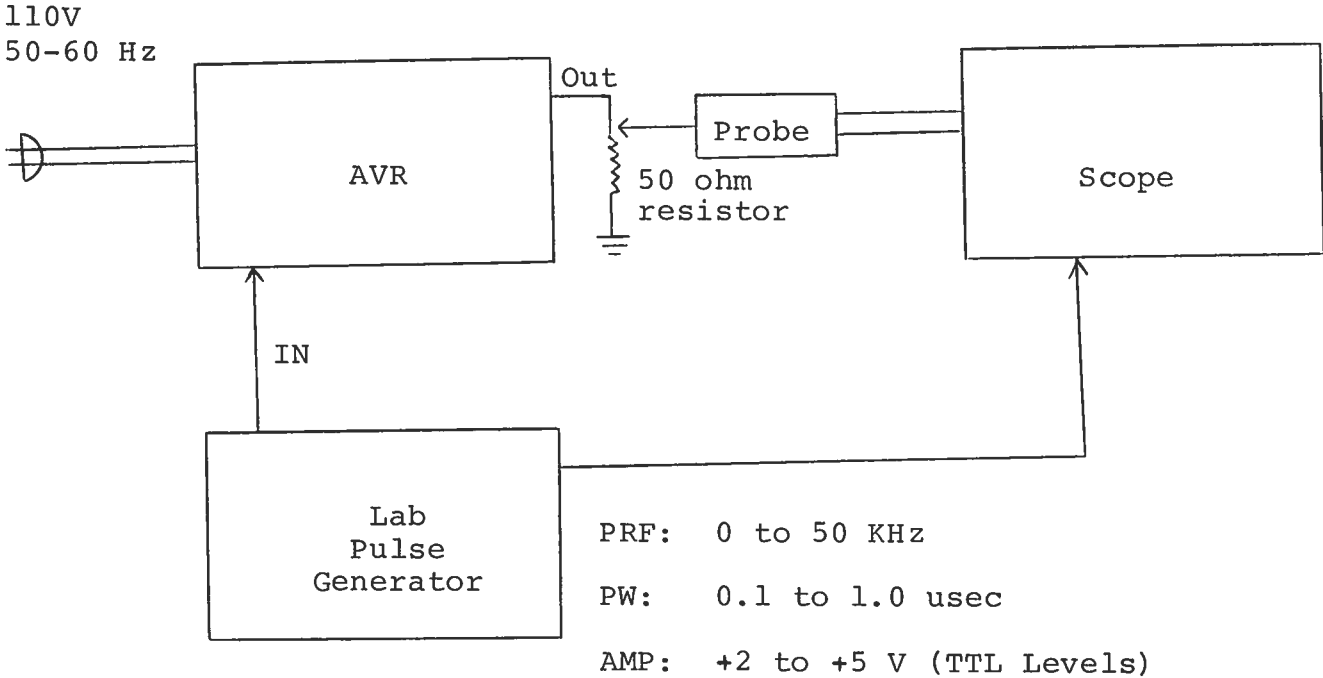 110V
50-60 Hz
Out
AVR
Probe
50 ohm
resistor
Scope
IN
Lab
Pulse
Generator
PRF: 0 to 50 KHz
PW: 0.1 to 1.0 usec
AMP: +2 to +5 V (TTL Levels)